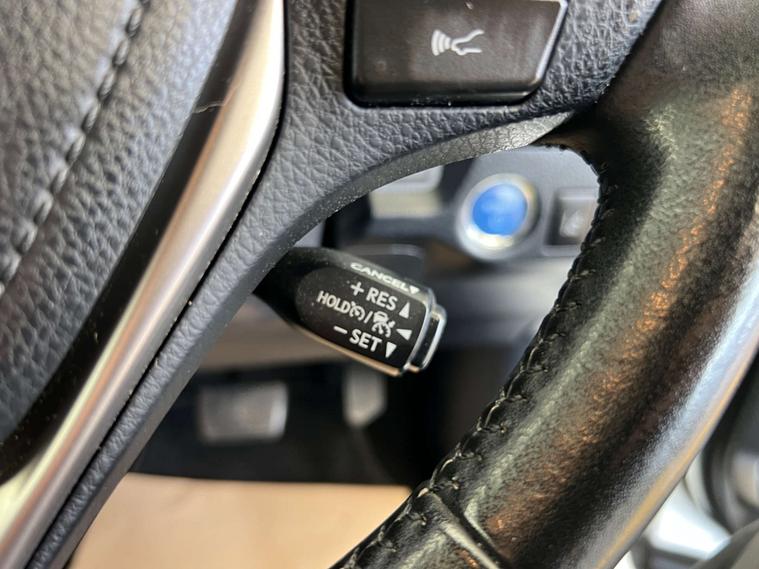 CANCEL
+ RES
HOLD /
− SET